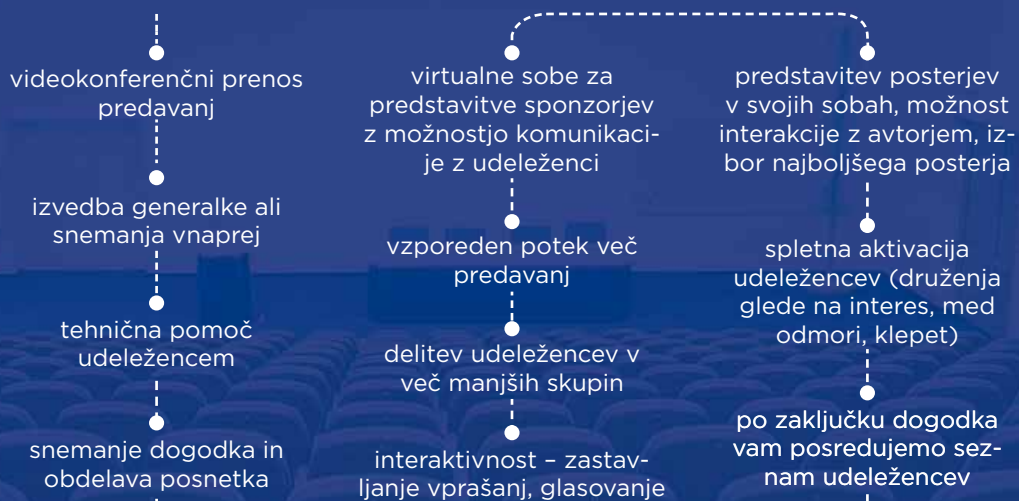 videokonferenčni prenos
predavanj
izvedba generalke ali
snemanja vnaprej
tehnična pomoč
udeležencem
snemanje dogodka in
obdelava posnetka
virtualne sobe za
predstavitve sponzorjev
z možnostjo komunikaci-
je z udeleženci
vzporeden potek več
predavanj
delitev udeležencev v
več manjših skupin
interaktivnost – zastav-
ljanje vprašanj, glasovanje
predstavitev posterjev
v svojih sobah, možnost
interakcije z avtorjem, iz-
bor najboljšega posterja
spletna aktivacija
udeležencev (druženja
glede na interes, med
odmori, klepet)
po zaključku dogodka
vam posredujemo sez-
nam udeležencev